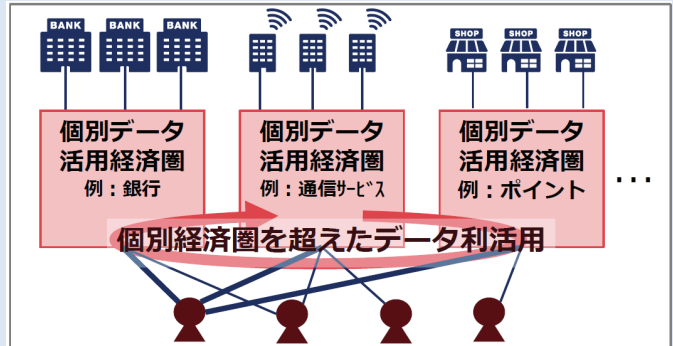 BANK BANK BANK
SHOP SHOP SHOP
個別データ
活用経済圏
例：銀行
個別データ
活用経済圏
例：通信ｻｰﾋﾞｽ
個別データ
活用経済圏
例：ポイント
...
個別経済圏を超えたデータ利活用